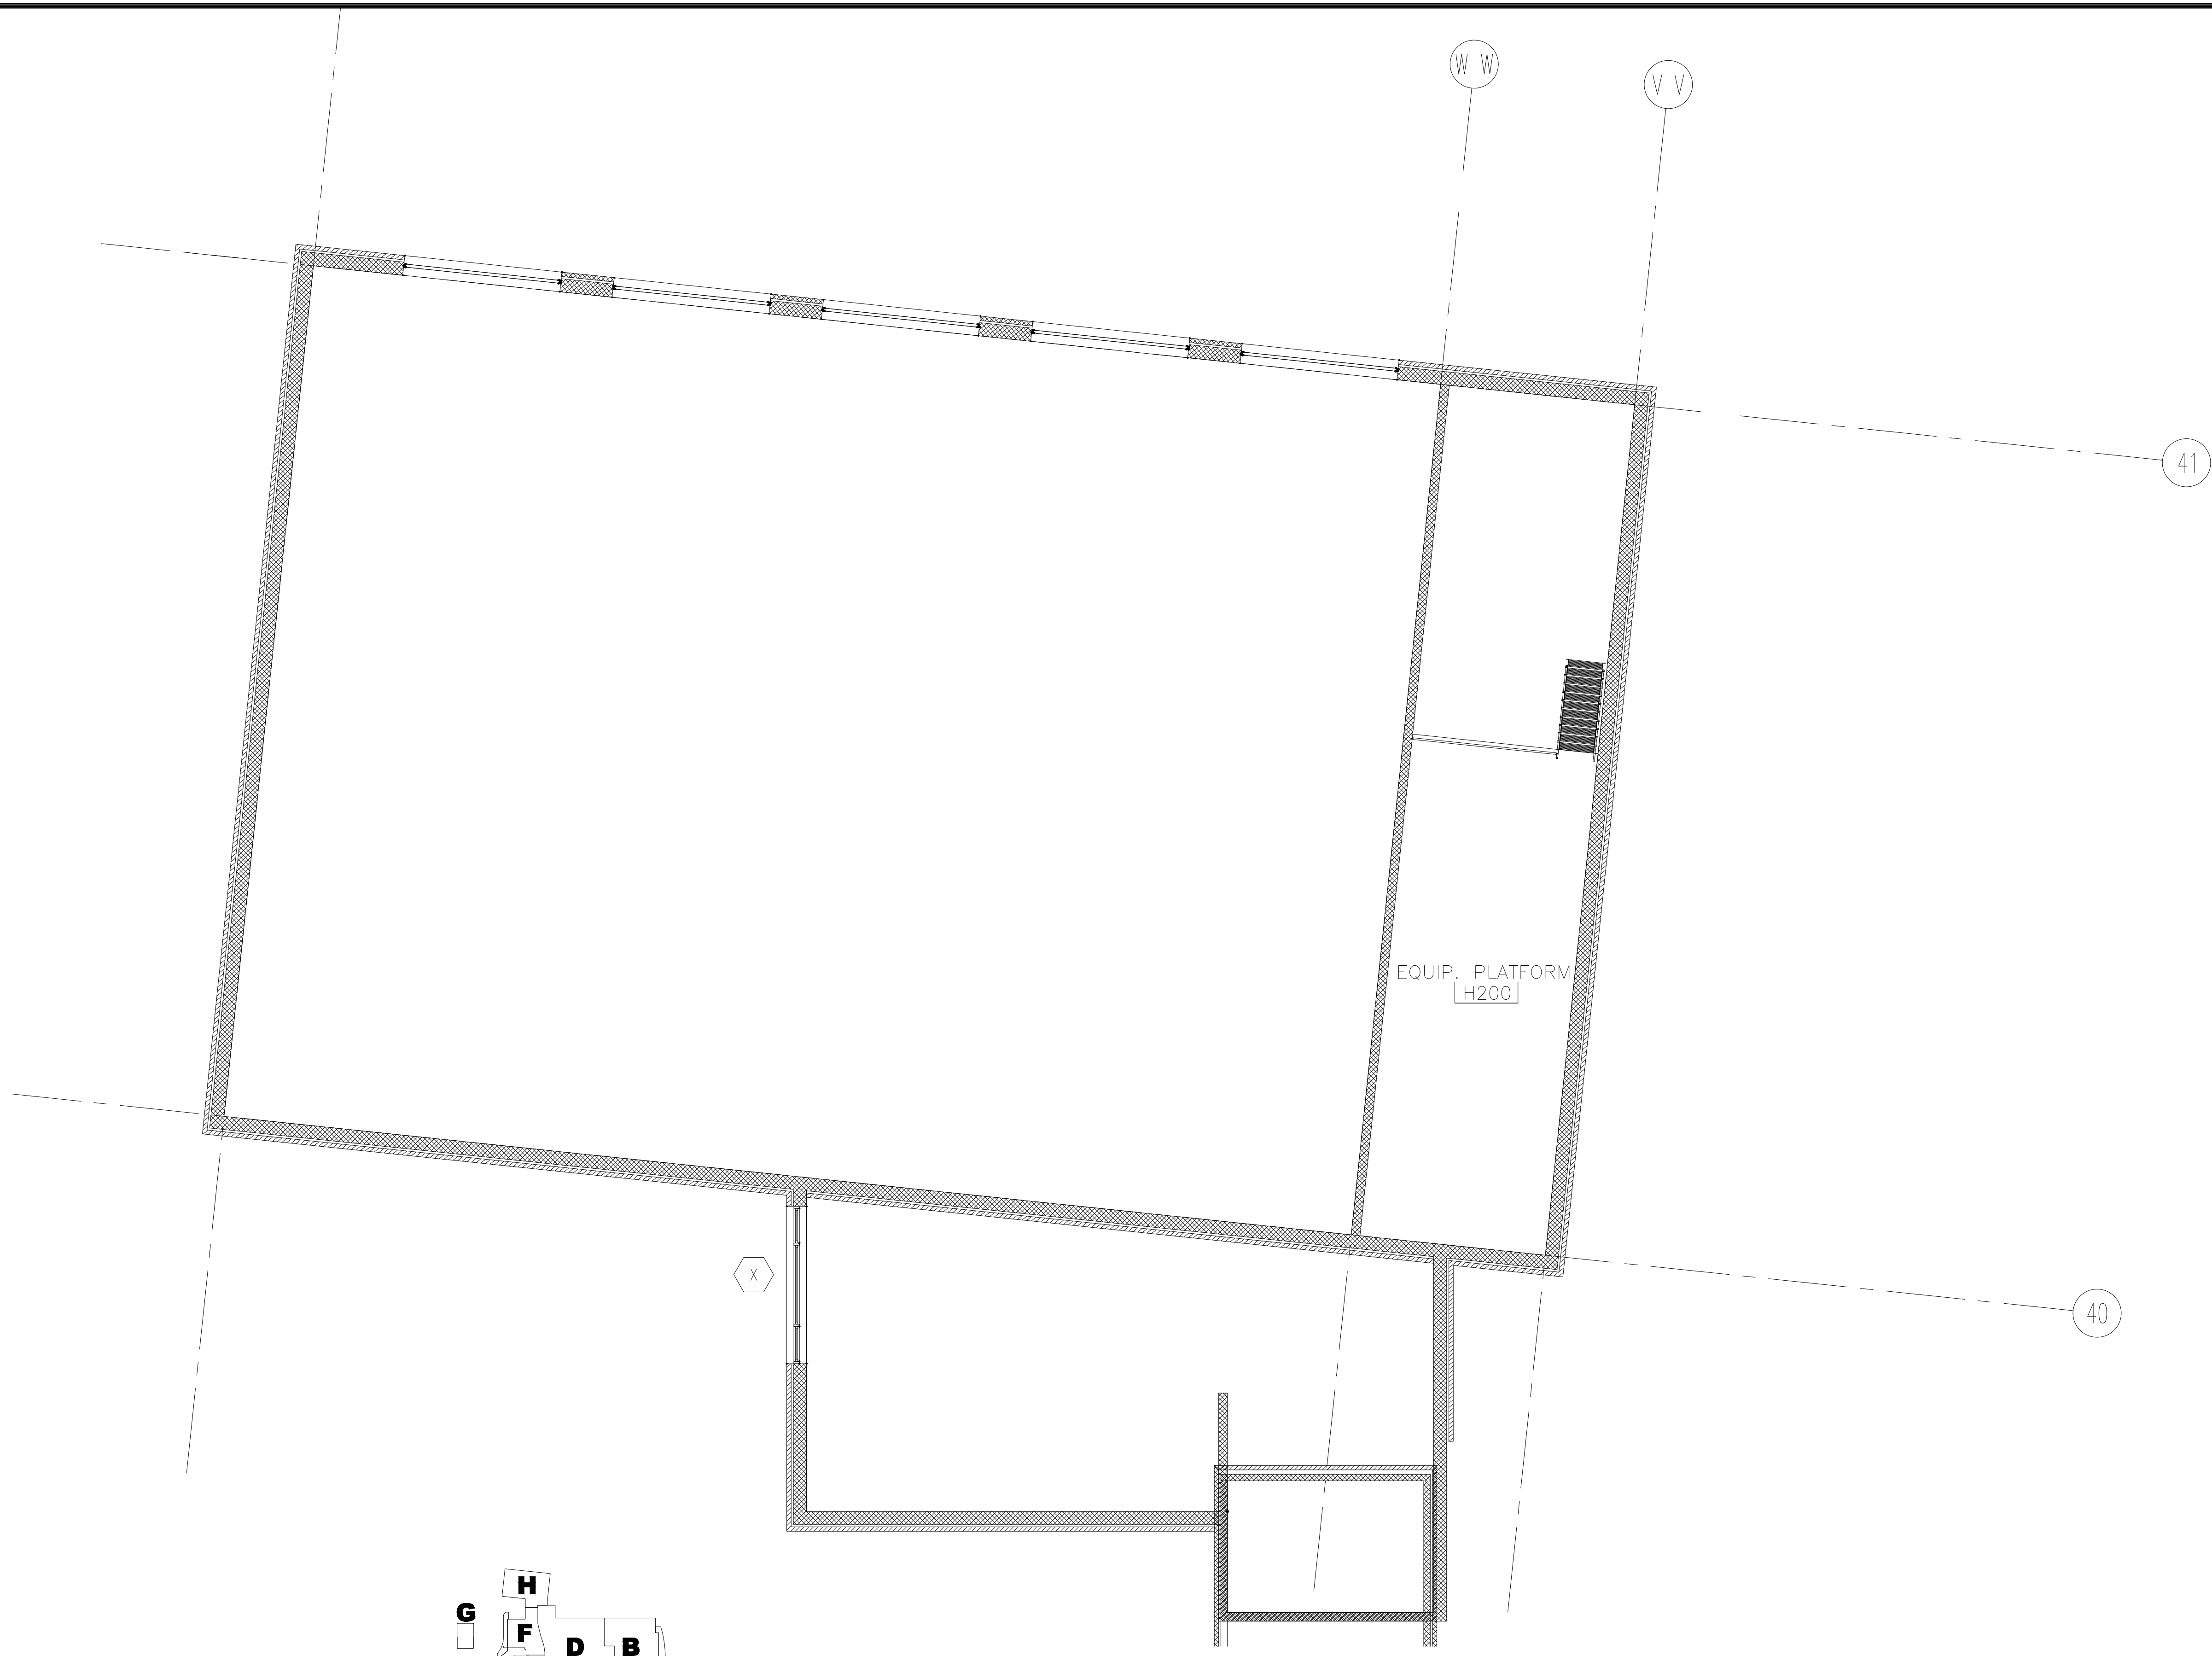 W W
V V
41
EQUIP. PLATFORM
H200
X
40
H
G
F
D
B